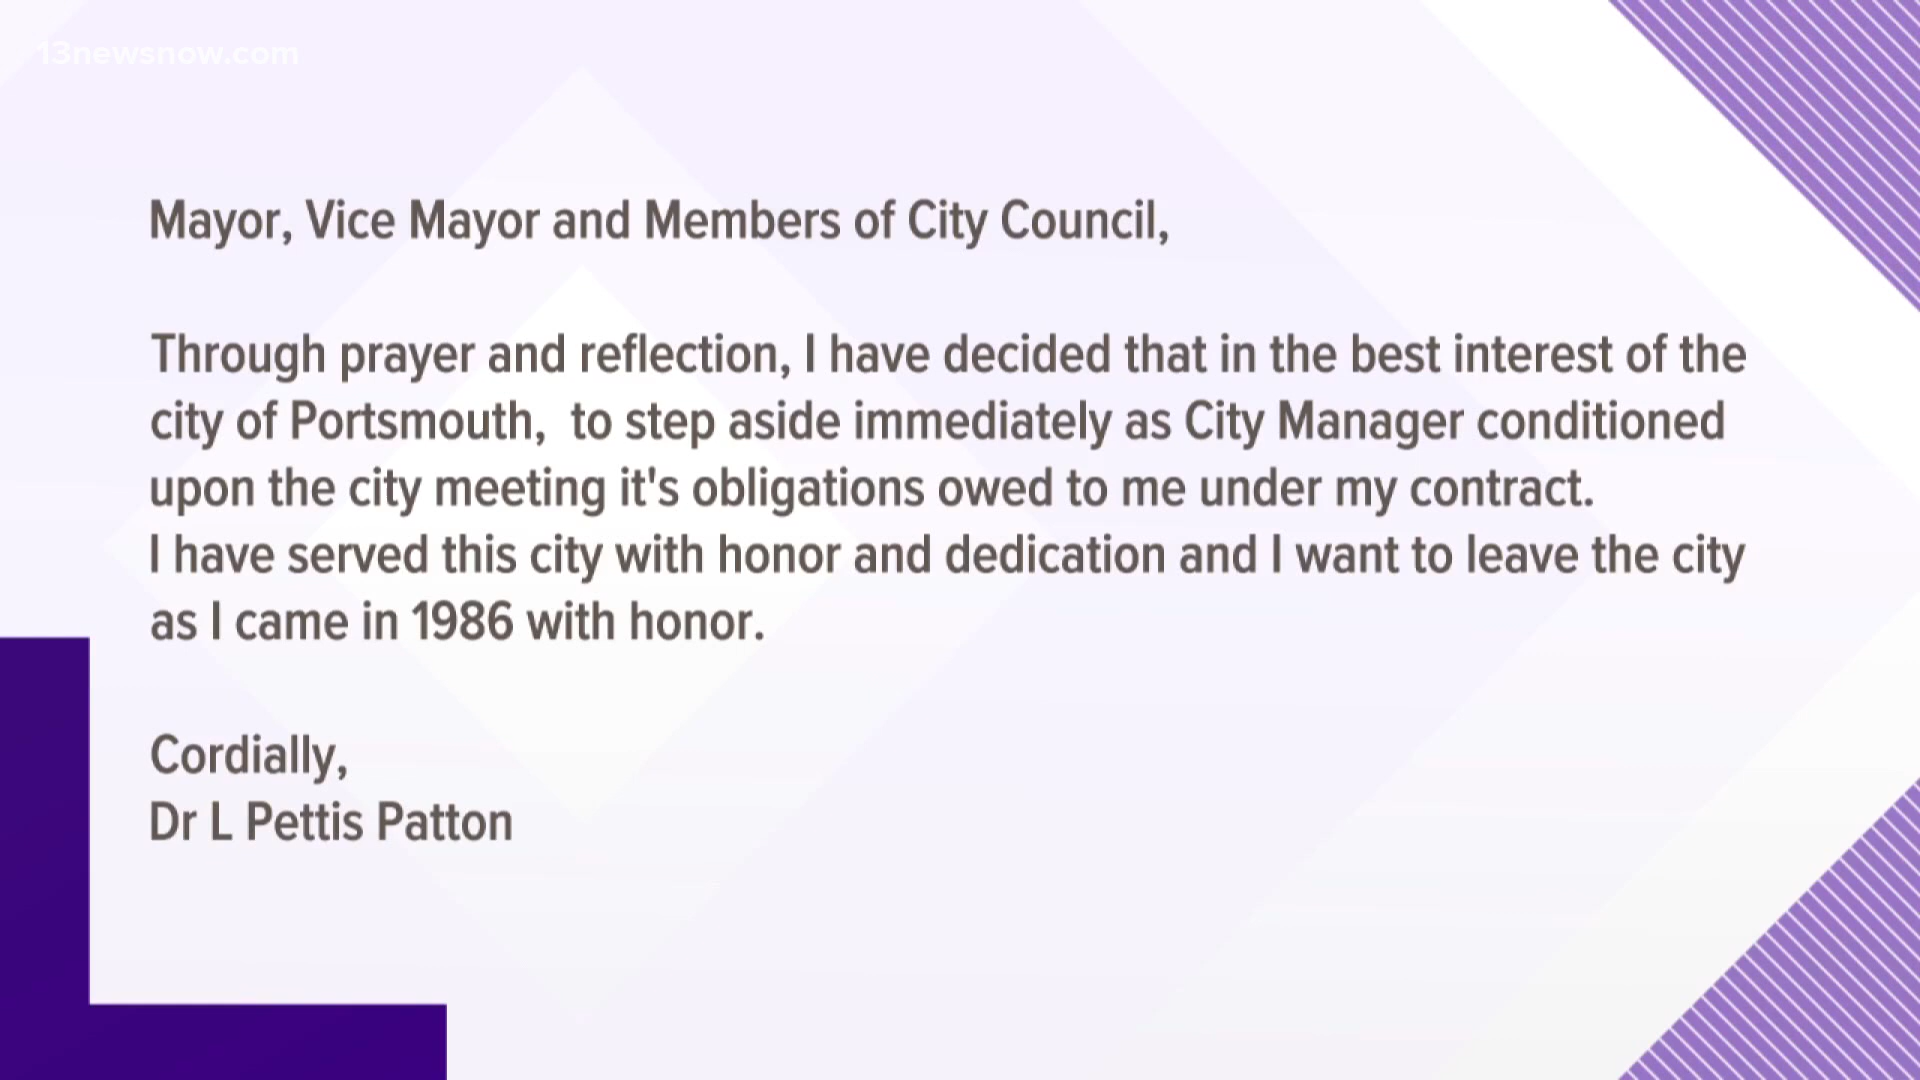 13newsnow.com
Mayor, Vice Mayor and Members of City Council,
Through prayer and reflection, I have decided that in the best interest of the
city of Portsmouth,  to step aside immediately as City Manager conditioned
upon the city meeting it's obligations owed to me under my contract.
I have served this city with honor and dedication and I want to leave the city
as I came in 1986 with honor.
Cordially,
Dr L Pettis Patton